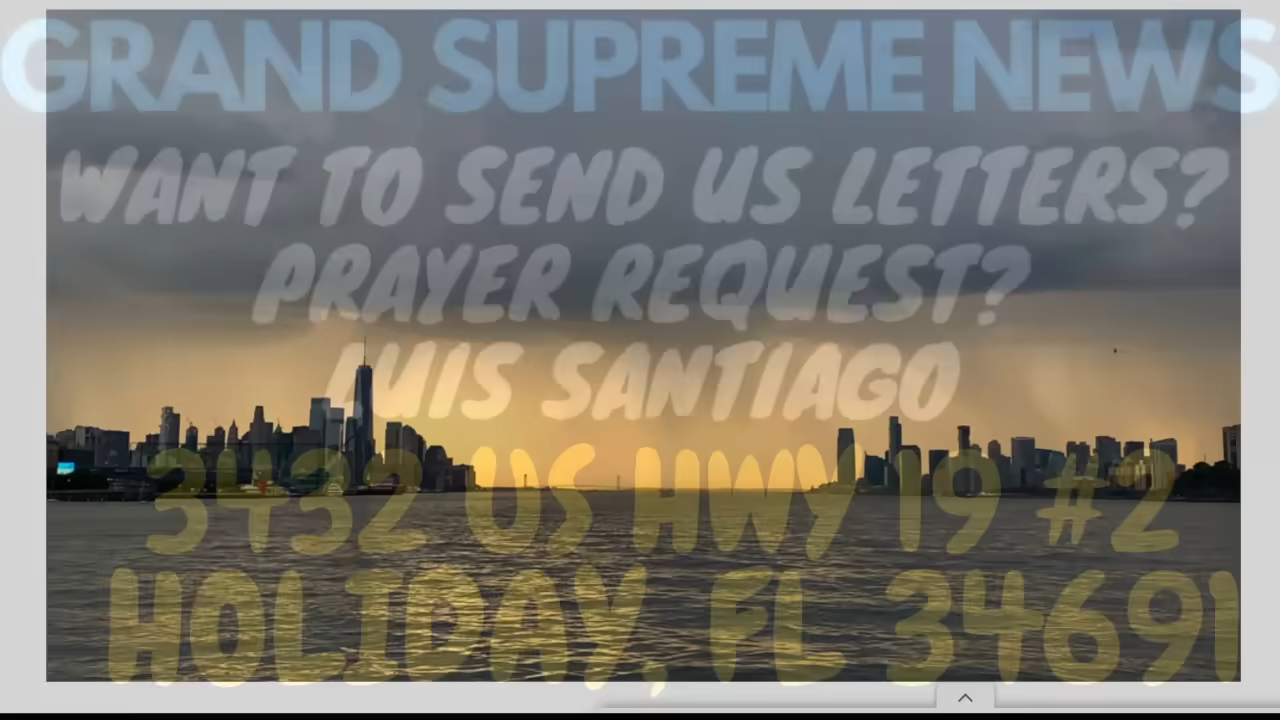 GRAND SUPREME NEWS
WANT TO SEND US LETTERS?
PRAYER REQUEST?
LUIS SANTIAGO
3432 US HWY 19 #2
HOLIDAY, FL 34691